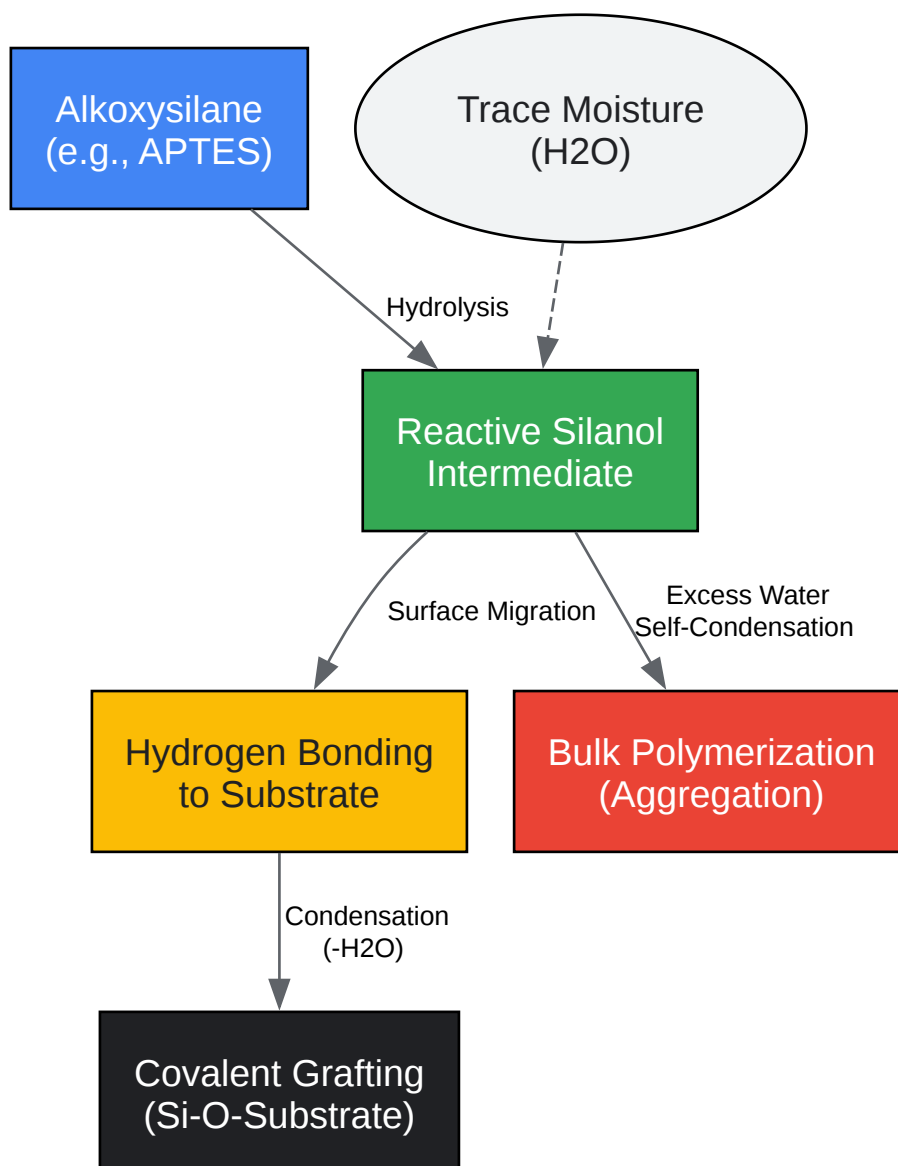 Alkoxysilane
(e.g., APTES)
Trace Moisture
(H2O)
Hydrolysis
Reactive Silanol
Intermediate
Surface Migration
Excess Water
Self-Condensation
Hydrogen Bonding
to Substrate
Bulk Polymerization
(Aggregation)
Condensation
(-H2O)
Covalent Grafting
(Si-O-Substrate)